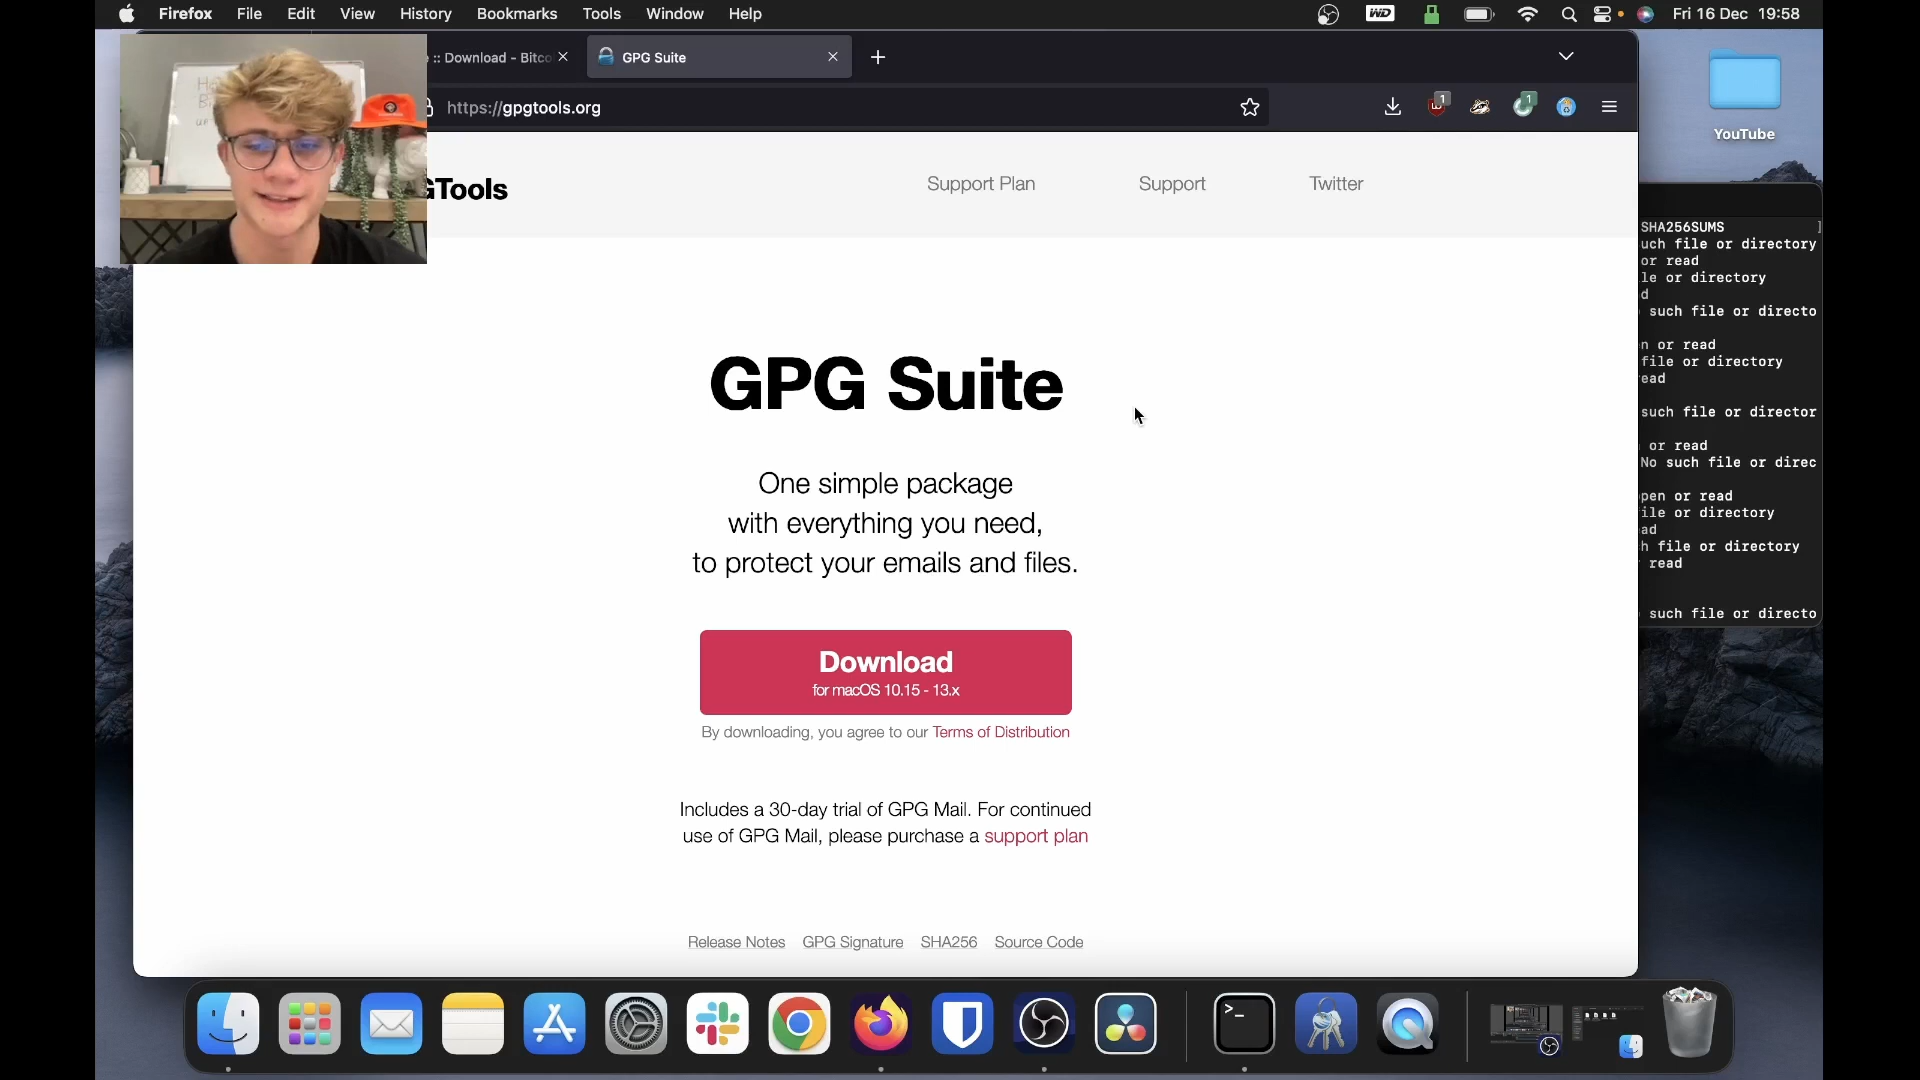 Firefox File Edit View History Bookmarks Tools Window Help
Fri 16 Dec 19:58
:: Download - Bitco
GPG Suite
https://gpgtools.org
1
1
YouTube
GTools
Support Plan
Support
Twitter
SHA256SUMS ]
uch file or directory
or read
le or directory
d
such file or directo
n or read
file or directory
ead
such file or director
or read
No such file or direc
pen or read
ile or directory
ad
h file or directory
read
such file or directo
GPG Suite
One simple package
with everything you need,
to protect your emails and files.
Download
for macOS 10.15 - 13.x
By downloading, you agree to our Terms of Distribution
Includes a 30-day trial of GPG Mail. For continued
use of GPG Mail, please purchase a support plan
Release Notes GPG Signature SHA256 Source Code